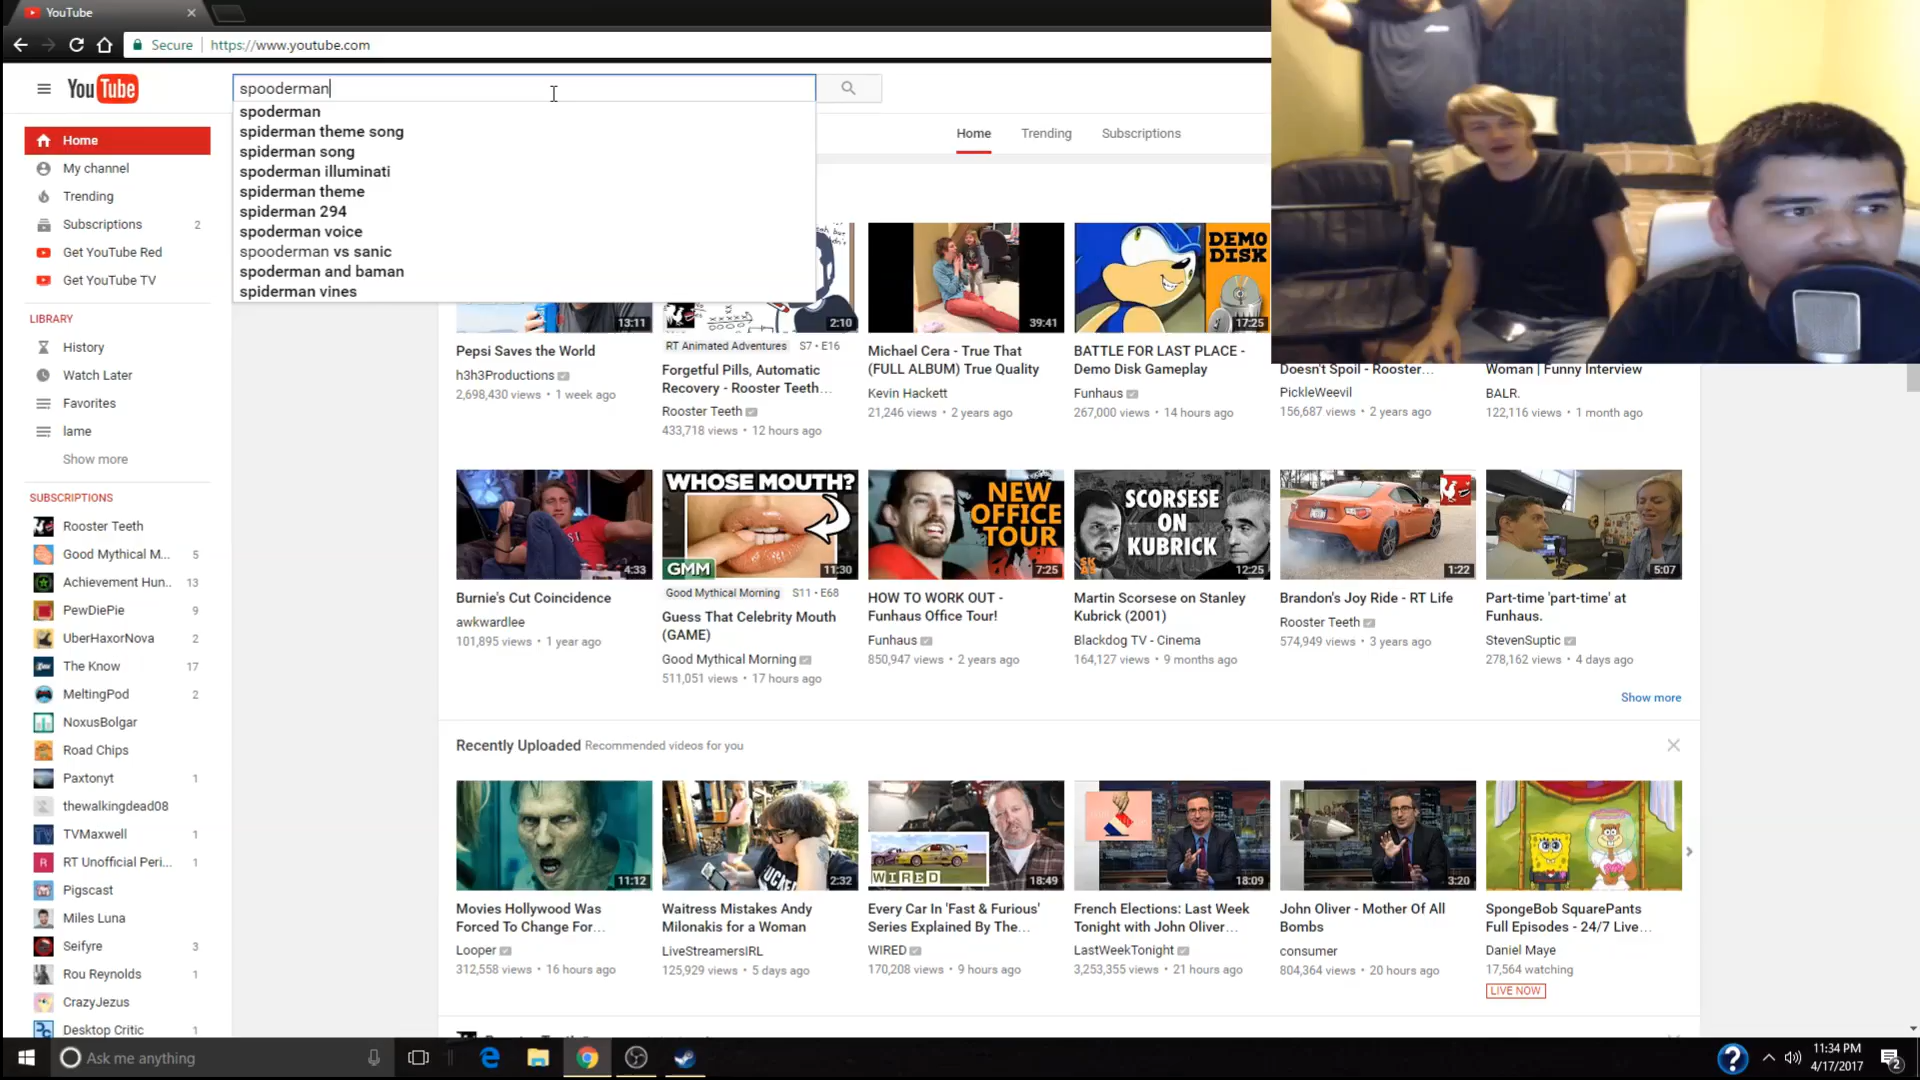 YouTube
Secure
https://www.youtube.com
YouTube
spooderman
spoderman
spiderman theme song
spiderman song
spoderman illuminati
spiderman theme
spiderman 294
spoderman voice
spooderman vs sanic
spoderman and baman
spiderman vines
Home
Trending
Subscriptions
Home
My channel
Trending
Subscriptions 2
Get YouTube Red
Get YouTube TV
LIBRARY
History
Watch Later
Favorites
lame
Show more
SUBSCRIPTIONS
Rooster Teeth
Good Mythical M... 5
Achievement Hun.. 13
PewDiePie 9
UberHaxorNova 2
The Know 17
MeltingPod 2
NoxusBolgar
Road Chips
Paxtonyt 1
thewalkingdead08
TVMaxwell 1
RT Unofficial Peri... 1
Pigscast
Miles Luna
Seifyre 3
Rou Reynolds 1
CrazyJezus
Desktop Critic 1
13:11
Pepsi Saves the World
h3h3Productions
2,698,430 views • 1 week ago
2:10
RT Animated Adventures S7 • E16
Forgetful Pills, Automatic
Recovery - Rooster Teeth...
Rooster Teeth
433,718 views • 12 hours ago
39:41
Michael Cera - True That
(FULL ALBUM) True Quality
Kevin Hackett
21,246 views • 2 years ago
DEMO
DISK
17:25
BATTLE FOR LAST PLACE -
Demo Disk Gameplay
Funhaus
267,000 views • 14 hours ago
Doesn't Spoil - Rooster...
PickleWeevil
156,687 views • 2 years ago
Woman | Funny Interview
BALR.
122,116 views • 1 month ago
4:33
Burnie's Cut Coincidence
awkwardlee
101,895 views • 1 year ago
WHOSE MOUTH?
GMM
11:30
Good Mythical Morning S11 • E68
Guess That Celebrity Mouth
(GAME)
Good Mythical Morning
511,051 views • 17 hours ago
NEW
OFFICE
TOUR
7:25
HOW TO WORK OUT -
Funhaus Office Tour!
Funhaus
850,947 views • 2 years ago
SCORSESE
ON
KUBRICK
12:25
Martin Scorsese on Stanley
Kubrick (2001)
Blackdog TV - Cinema
164,127 views • 9 months ago
1:22
Brandon's Joy Ride - RT Life
Rooster Teeth
574,949 views • 3 years ago
5:07
Part-time 'part-time' at
Funhaus.
StevenSuptic
278,162 views • 4 days ago
Show more
Recently Uploaded Recommended videos for you
11:12
Movies Hollywood Was
Forced To Change For...
Looper
312,558 views • 16 hours ago
2:32
Waitress Mistakes Andy
Milonakis for a Woman
LiveStreamersIRL
125,929 views • 5 days ago
WIRED
18:49
Every Car In 'Fast & Furious'
Series Explained By The...
WIRED
170,208 views • 9 hours ago
18:09
French Elections: Last Week
Tonight with John Oliver...
LastWeekTonight
3,253,355 views • 21 hours ago
3:20
John Oliver - Mother Of All
Bombs
consumer
804,364 views • 20 hours ago
SpongeBob SquarePants
Full Episodes - 24/7 Live...
Daniel Maye
17,564 watching
LIVE NOW
Ask me anything
11:34 PM
4/17/2017
2